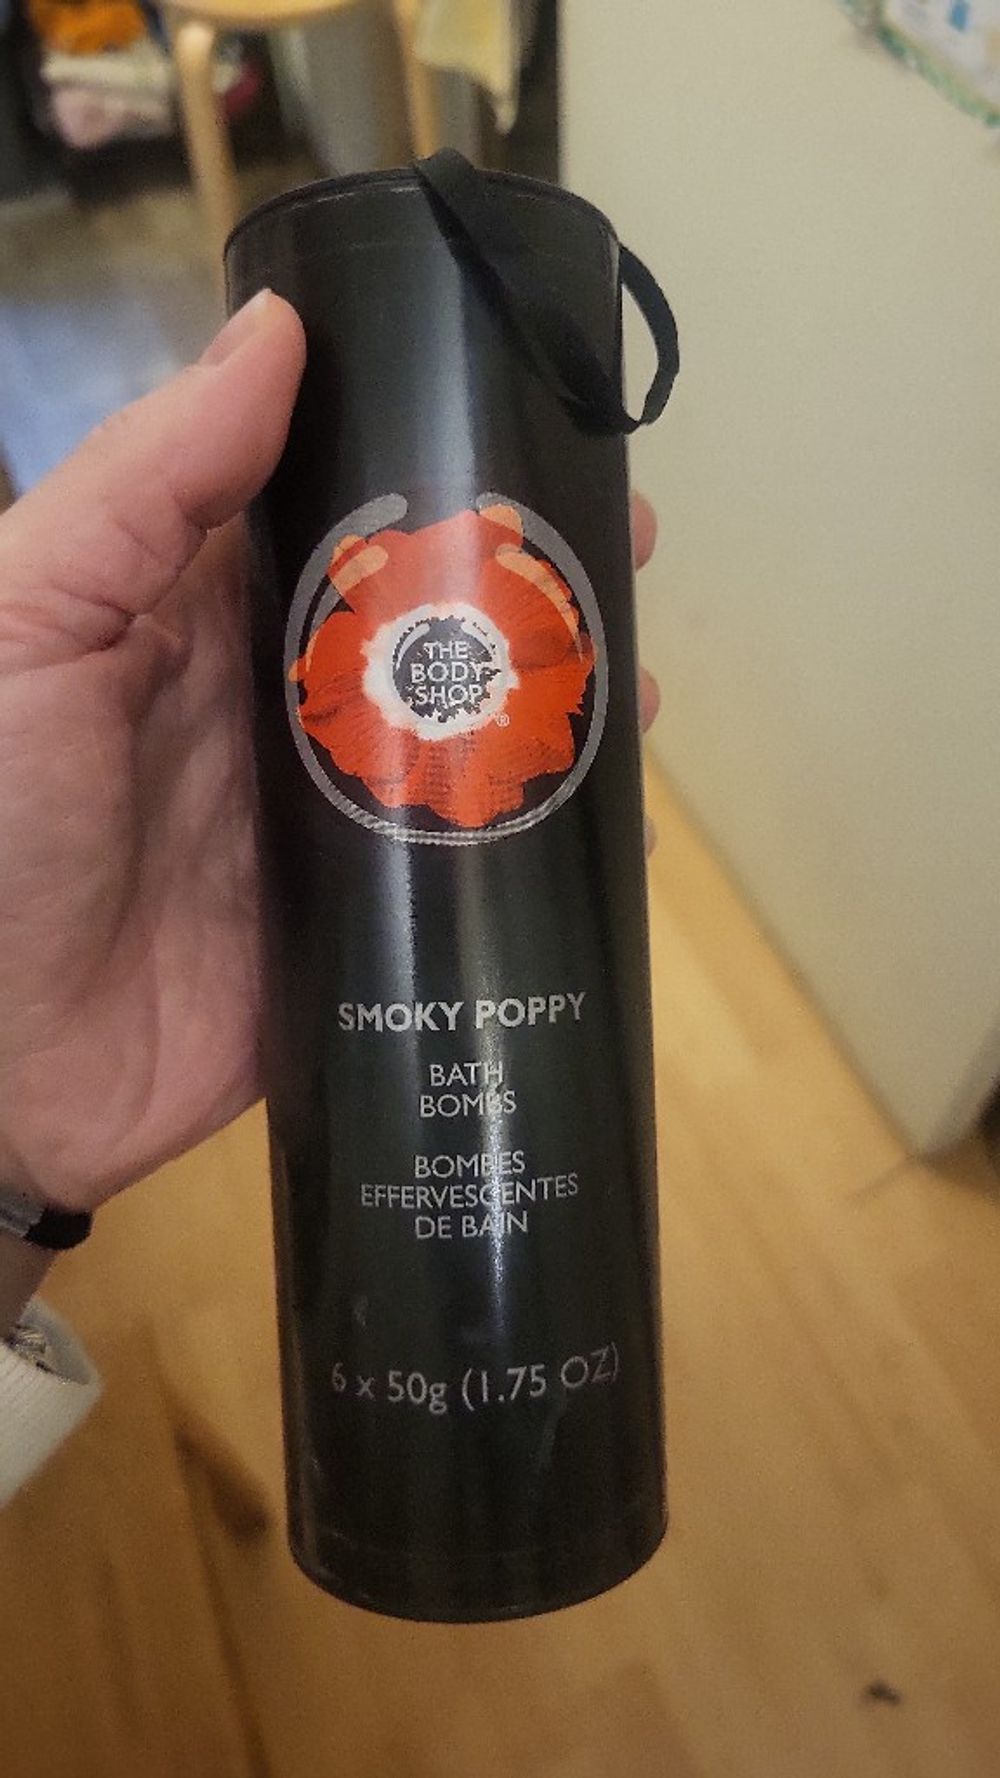 THE
BODY
SHOP
®
SMOKY POPPY
BATH
BOMBS
BOMBES
EFFERVESCENTES
DE BAIN
6 x 50g (1.75 OZ)